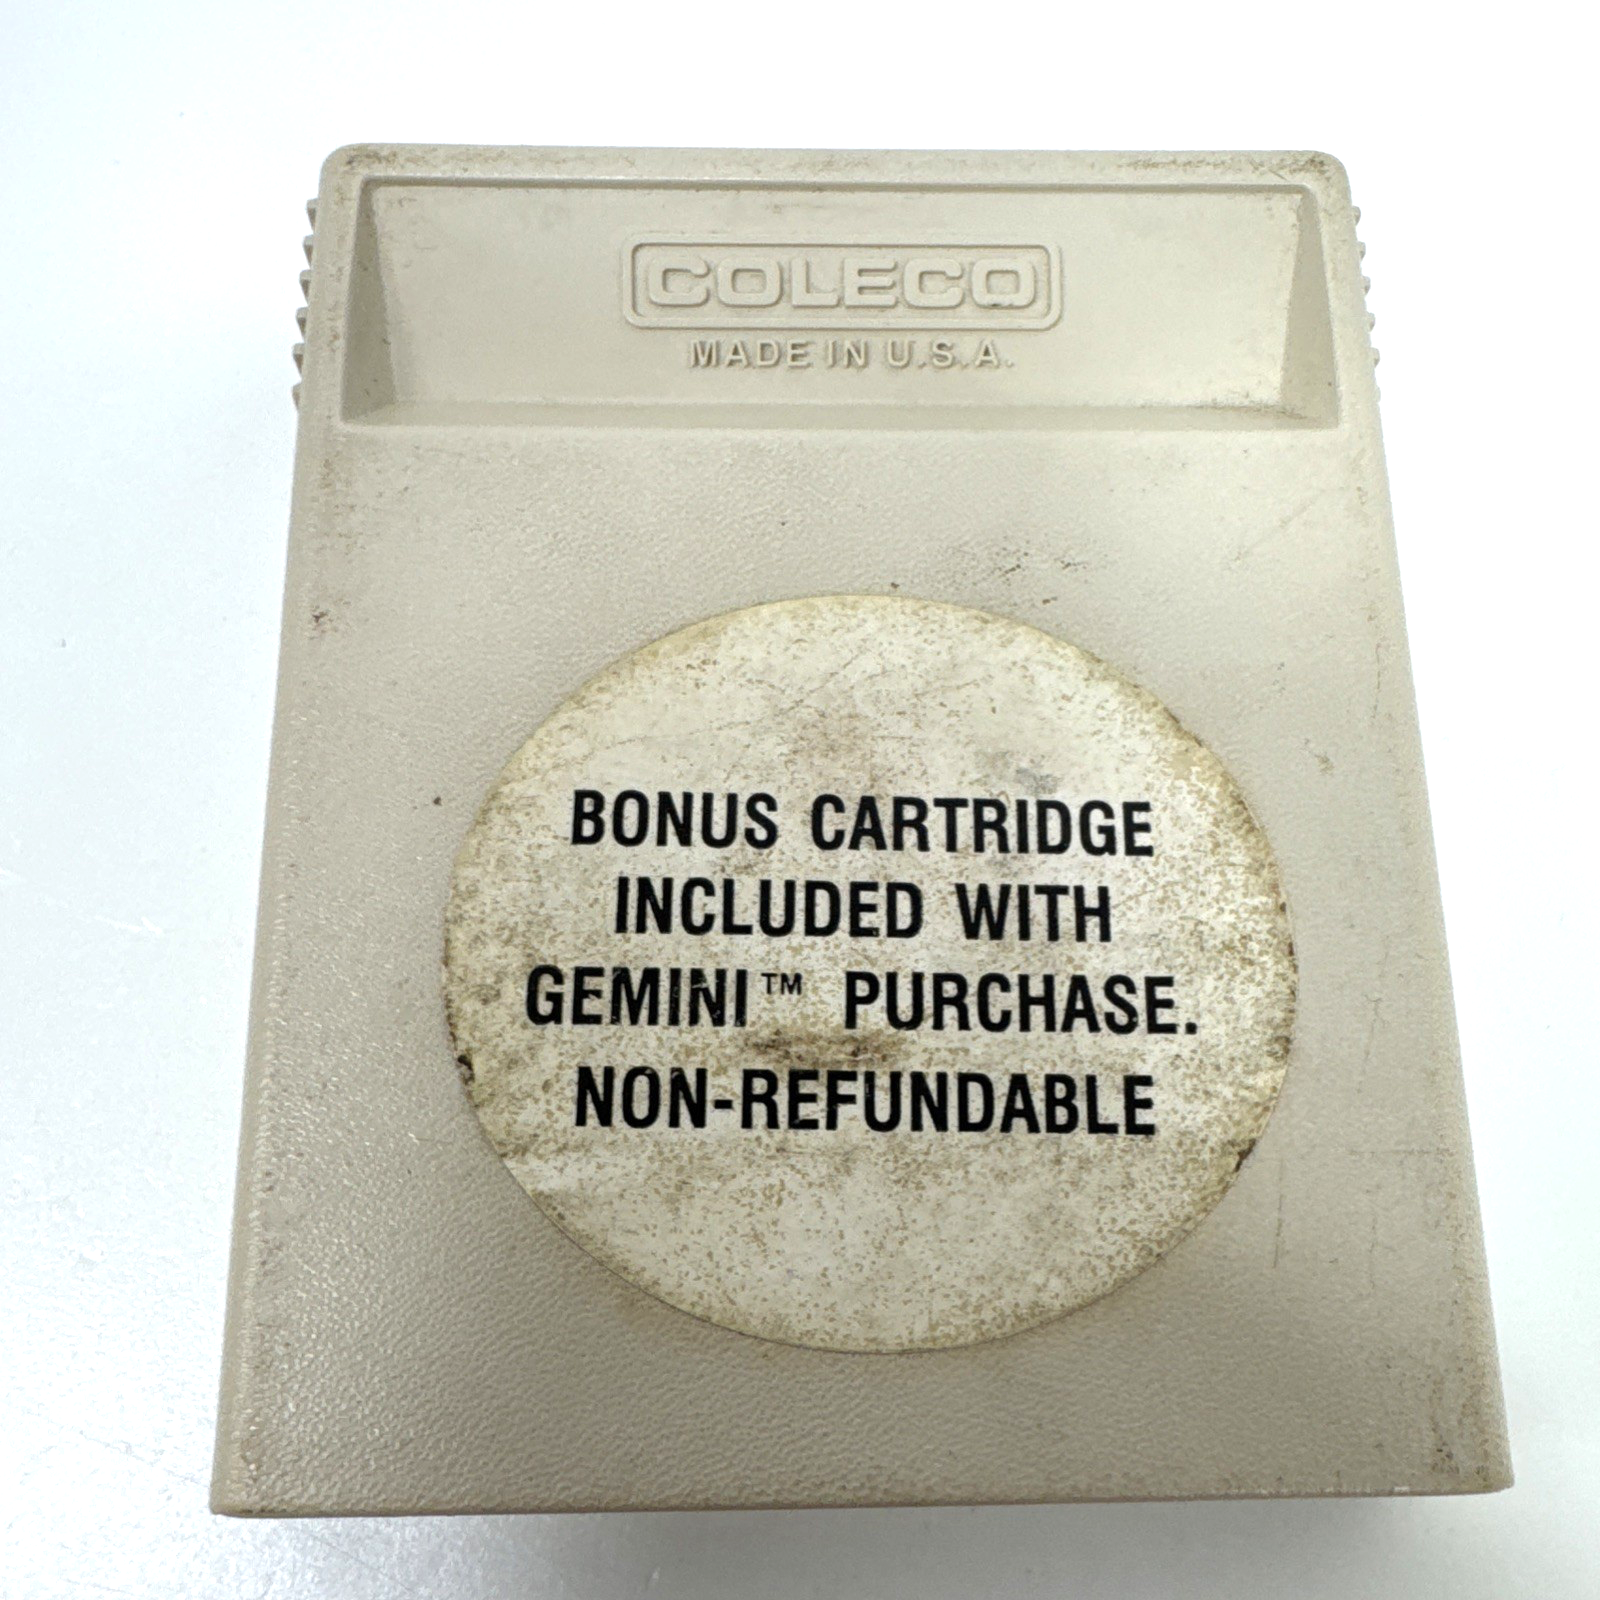 COLECO
MADE IN U.S.A.
BONUS CARTRIDGE
INCLUDED WITH
GEMINI™ PURCHASE.
NON-REFUNDABLE